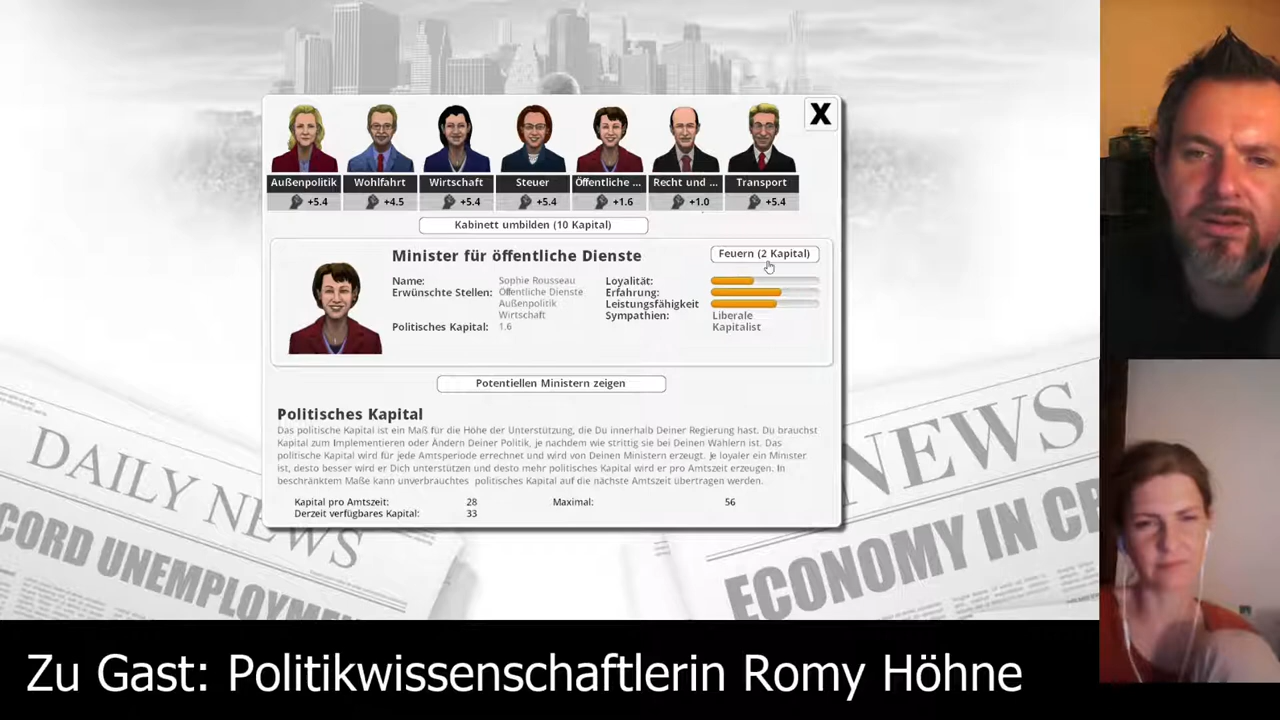 X
Außenpolitik Wohlfahrt Wirtschaft Steuer Öffentliche ... Recht und ... Transport
+5.4 +4.5 +5.4 +5.4 +1.6 +1.0 +5.4
Kabinett umbilden (10 Kapital)
Minister für öffentliche Dienste
Feuern (2 Kapital)
Name: Sophie Rousseau Loyalität:
Erwünschte Stellen: Öffentliche Dienste Erfahrung:
Außenpolitik Leistungsfähigkeit
Wirtschaft Sympathien: Liberale
Politisches Kapital: 1.6 Kapitalist
Potentiellen Ministern zeigen
Politisches Kapital
Das politische Kapital ist ein Maß für die Höhe der Unterstützung, die Du innerhalb Deiner Regierung hast. Du brauchst
Kapital zum Implementieren oder Ändern Deiner Politik, je nachdem wie strittig sie bei Deinen Wählern ist. Das
politische Kapital wird für jede Amtsperiode errechnet und wird von Deinen Ministern erzeugt. Je loyaler ein Minister
ist, desto besser wird er Dich unterstützen und desto mehr politisches Kapital wird er pro Amtszeit erzeugen. In
beschränktem Maße kann unverbrauchtes politisches Kapital auf die nächste Amtszeit übertragen werden.
Kapital pro Amtszeit: 28 Maximal: 56
Derzeit verfügbares Kapital: 33
DAILY NEWS
CORD UNEMPLOYM
NEWS
ECONOMY IN CR
Zu Gast: Politikwissenschaftlerin Romy Höhne